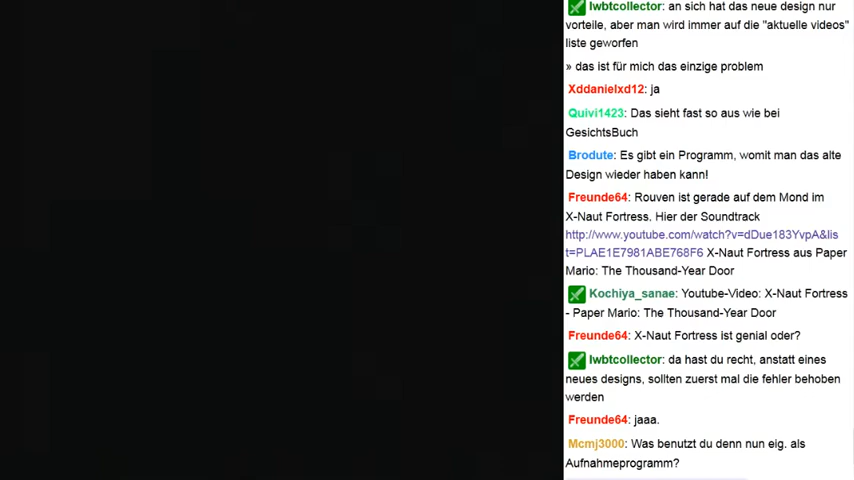 lwbtcollector: an sich hat das neue design nur
vorteile, aber man wird immer auf die "aktuelle videos"
liste geworfen
» das ist für mich das einzige problem
Xddanielxd12: ja
Quivi1423: Das sieht fast so aus wie bei
GesichtsBuch
Brodute: Es gibt ein Programm, womit man das alte
Design wieder haben kann!
Freunde64: Rouven ist gerade auf dem Mond im
X-Naut Fortress. Hier der Soundtrack
http://www.youtube.com/watch?v=dDue183YvpA&lis
t=PLAE1E7981ABE768F6 X-Naut Fortress aus Paper
Mario: The Thousand-Year Door
Kochiya_sanae: Youtube-Video: X-Naut Fortress
- Paper Mario: The Thousand-Year Door
Freunde64: X-Naut Fortress ist genial oder?
lwbtcollector: da hast du recht, anstatt eines
neues designs, sollten zuerst mal die fehler behoben
werden
Freunde64: jaaa.
Mcmj3000: Was benutzt du denn nun eig. als
Aufnahmeprogramm?